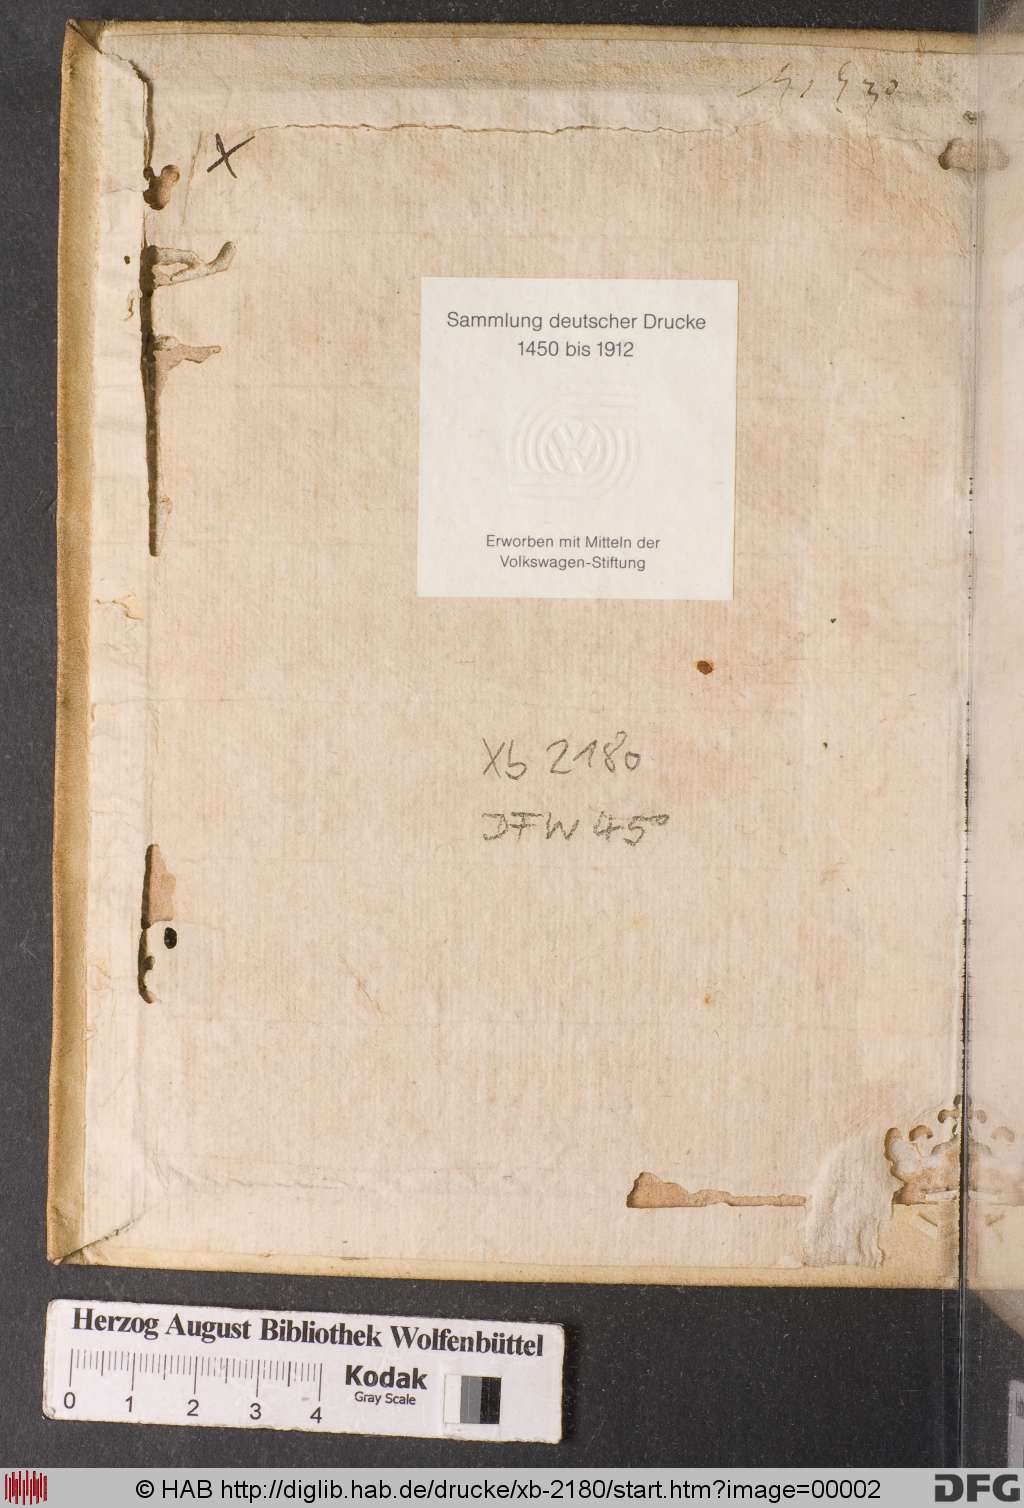 Sammlung deutscher Drucke
1450 bis 1912
Erworben mit Mitteln der
Volkswagen-Stiftung
Xb 2180
DFW 450
Herzog August Bibliothek Wolfenbüttel
0 1 2 3 4
Kodak
Gray Scale
© HAB http://diglib.hab.de/drucke/xb-2180/start.htm?image=00002
DFG